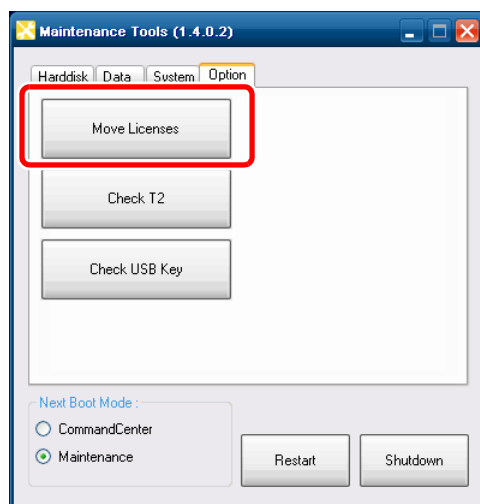 Maintenance Tools (1.4.0.2)
Harddisk Data System Option
Move Licenses
Check T2
Check USB Key
Next Boot Mode :
CommandCenter
Maintenance
Restart Shutdown